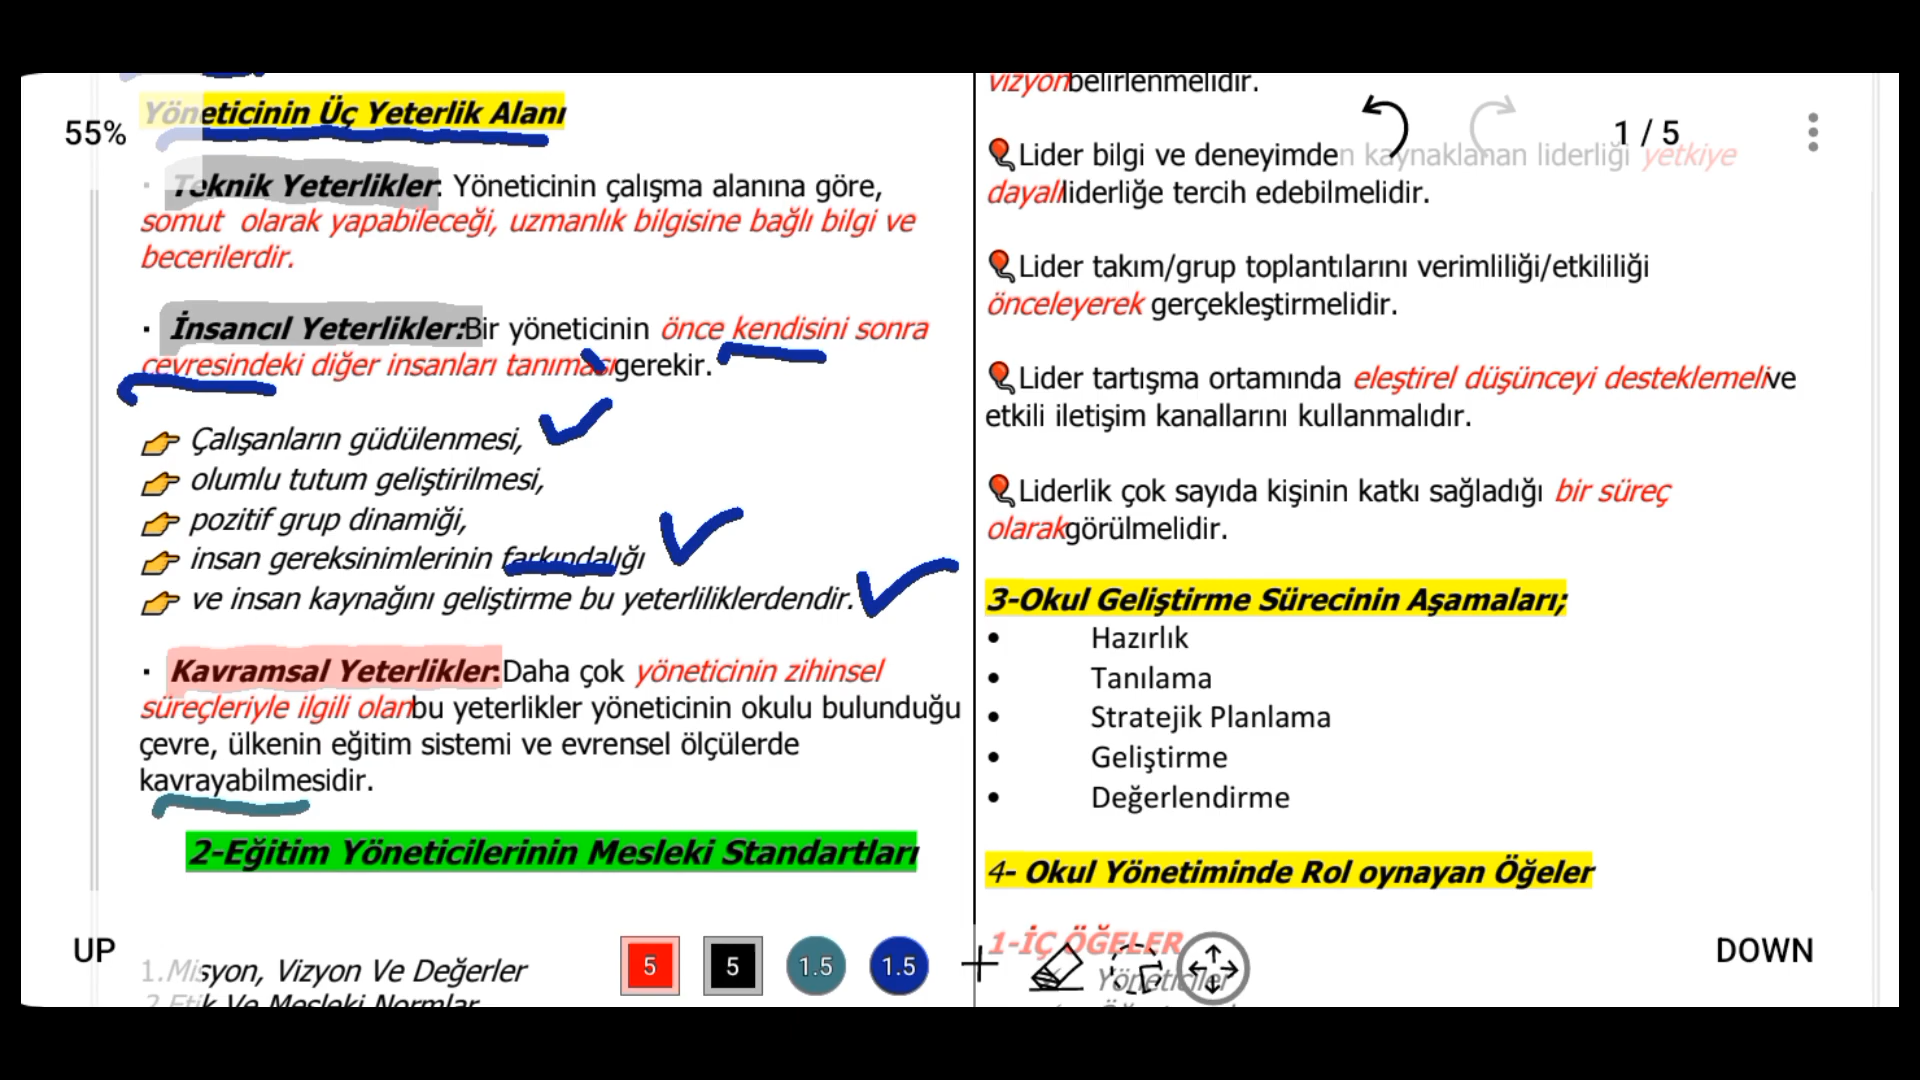 55%
Yöneticinin Üç Yeterlik Alanı
· Teknik Yeterlikler: Yöneticinin çalışma alanına göre,
somut olarak yapabileceği, uzmanlık bilgisine bağlı bilgi ve
becerilerdir.
· İnsancıl Yeterlikler:Bir yöneticinin önce kendisini sonra
çevresindeki diğer insanları tanıması gerekir.
👉 Çalışanların güdülenmesi,
👉 olumlu tutum geliştirilmesi,
👉 pozitif grup dinamiği,
👉 insan gereksinimlerinin farkındalığı
👉 ve insan kaynağını geliştirme bu yeterliliklerdendir.
· Kavramsal Yeterlikler:Daha çok yöneticinin zihinsel
süreçleriyle ilgili olan bu yeterlikler yöneticinin okulu bulunduğu
çevre, ülkenin eğitim sistemi ve evrensel ölçülerde
kavrayabilmesidir.
2-Eğitim Yöneticilerinin Mesleki Standartları
1.Misyon, Vizyon Ve Değerler
2.Etik Ve Mesleki Normlar
UP
vizyon belirlenmelidir.
1 / 5
🎈Lider bilgi ve deneyimden kaynaklanan liderliği yetkiye
dayalı liderliğe tercih edebilmelidir.
🎈Lider takım/grup toplantılarını verimliliği/etkililiği
önceleyerek gerçekleştirmelidir.
🎈Lider tartışma ortamında eleştirel düşünceyi desteklemeli ve
etkili iletişim kanallarını kullanmalıdır.
🎈Liderlik çok sayıda kişinin katkı sağladığı bir süreç
olarak görülmelidir.
3-Okul Geliştirme Sürecinin Aşamaları;
• Hazırlık
• Tanılama
• Stratejik Planlama
• Geliştirme
• Değerlendirme
4- Okul Yönetiminde Rol oynayan Öğeler
1-İÇ ÖĞELER
Yöneticiler
5 5 1.5 1.5
DOWN